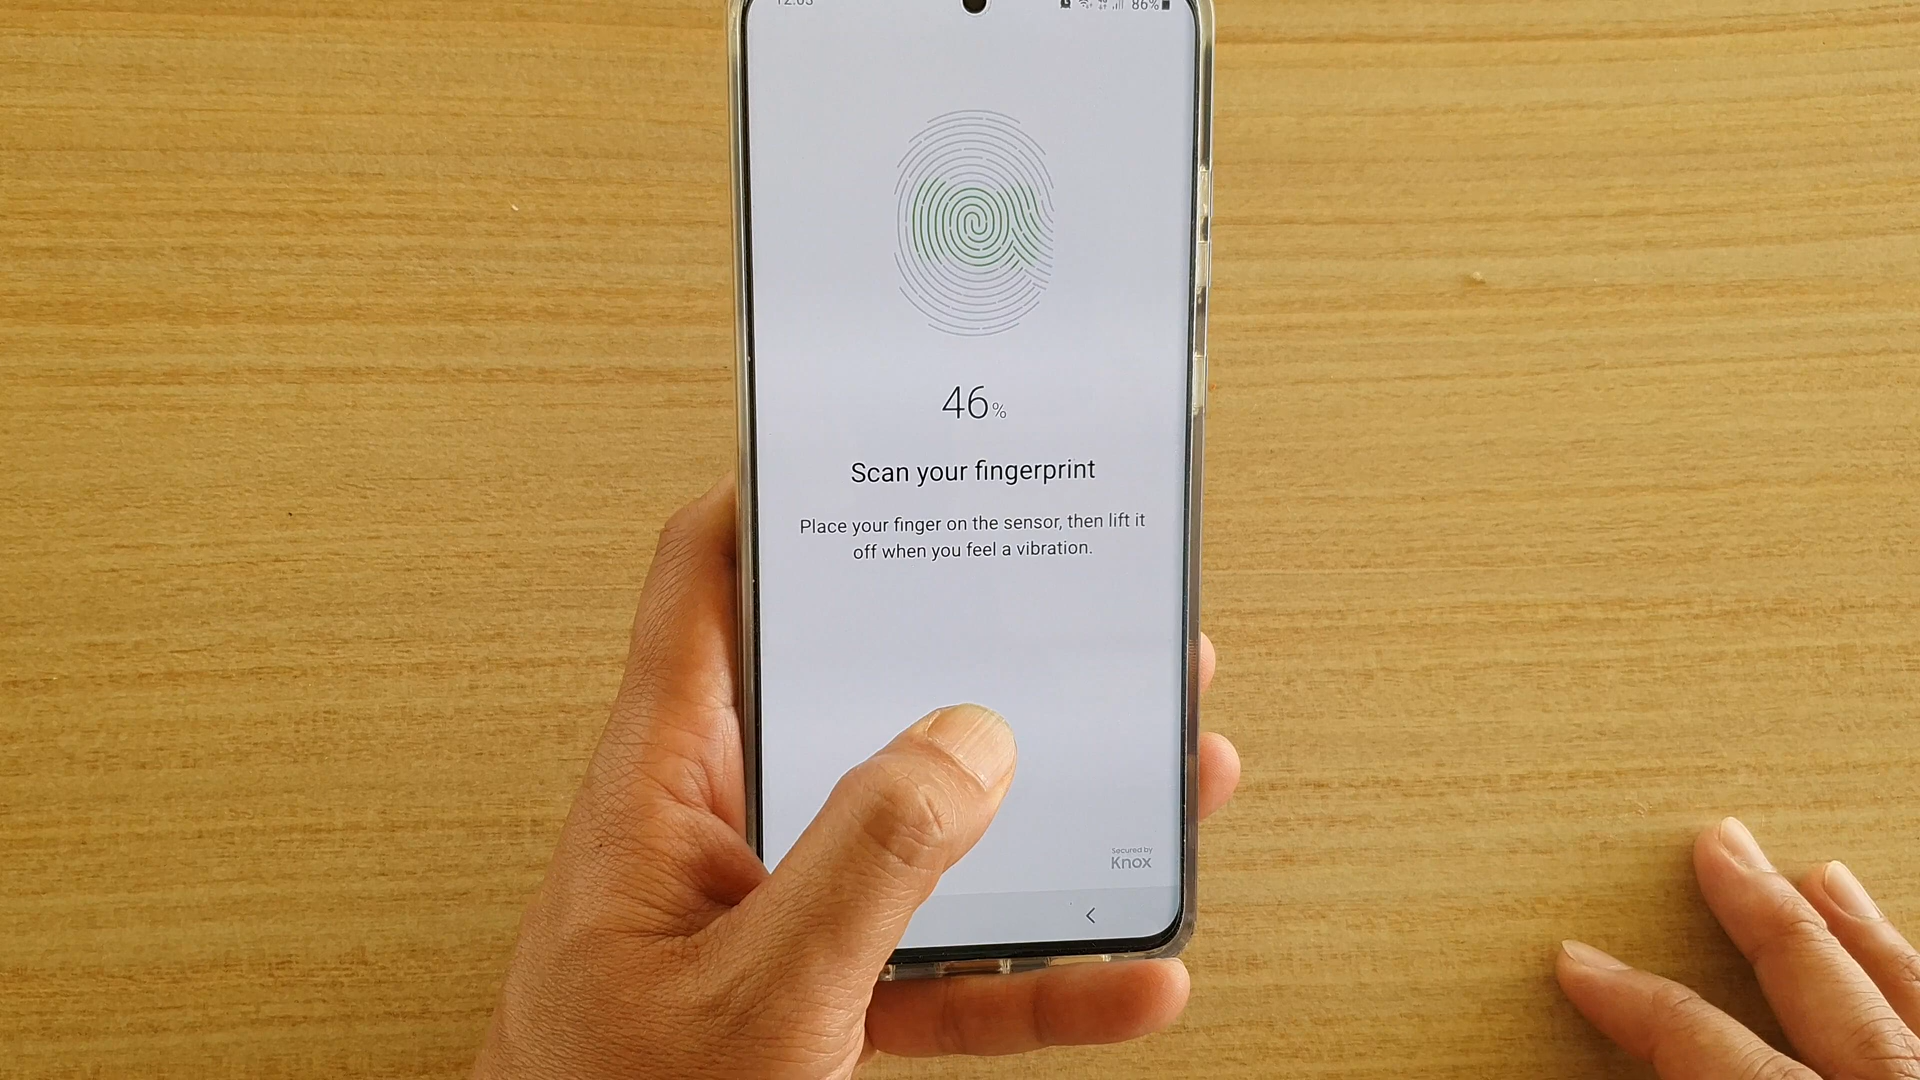 86%
46%
Scan your fingerprint
Place your finger on the sensor, then lift it
off when you feel a vibration.
Secured by
Knox